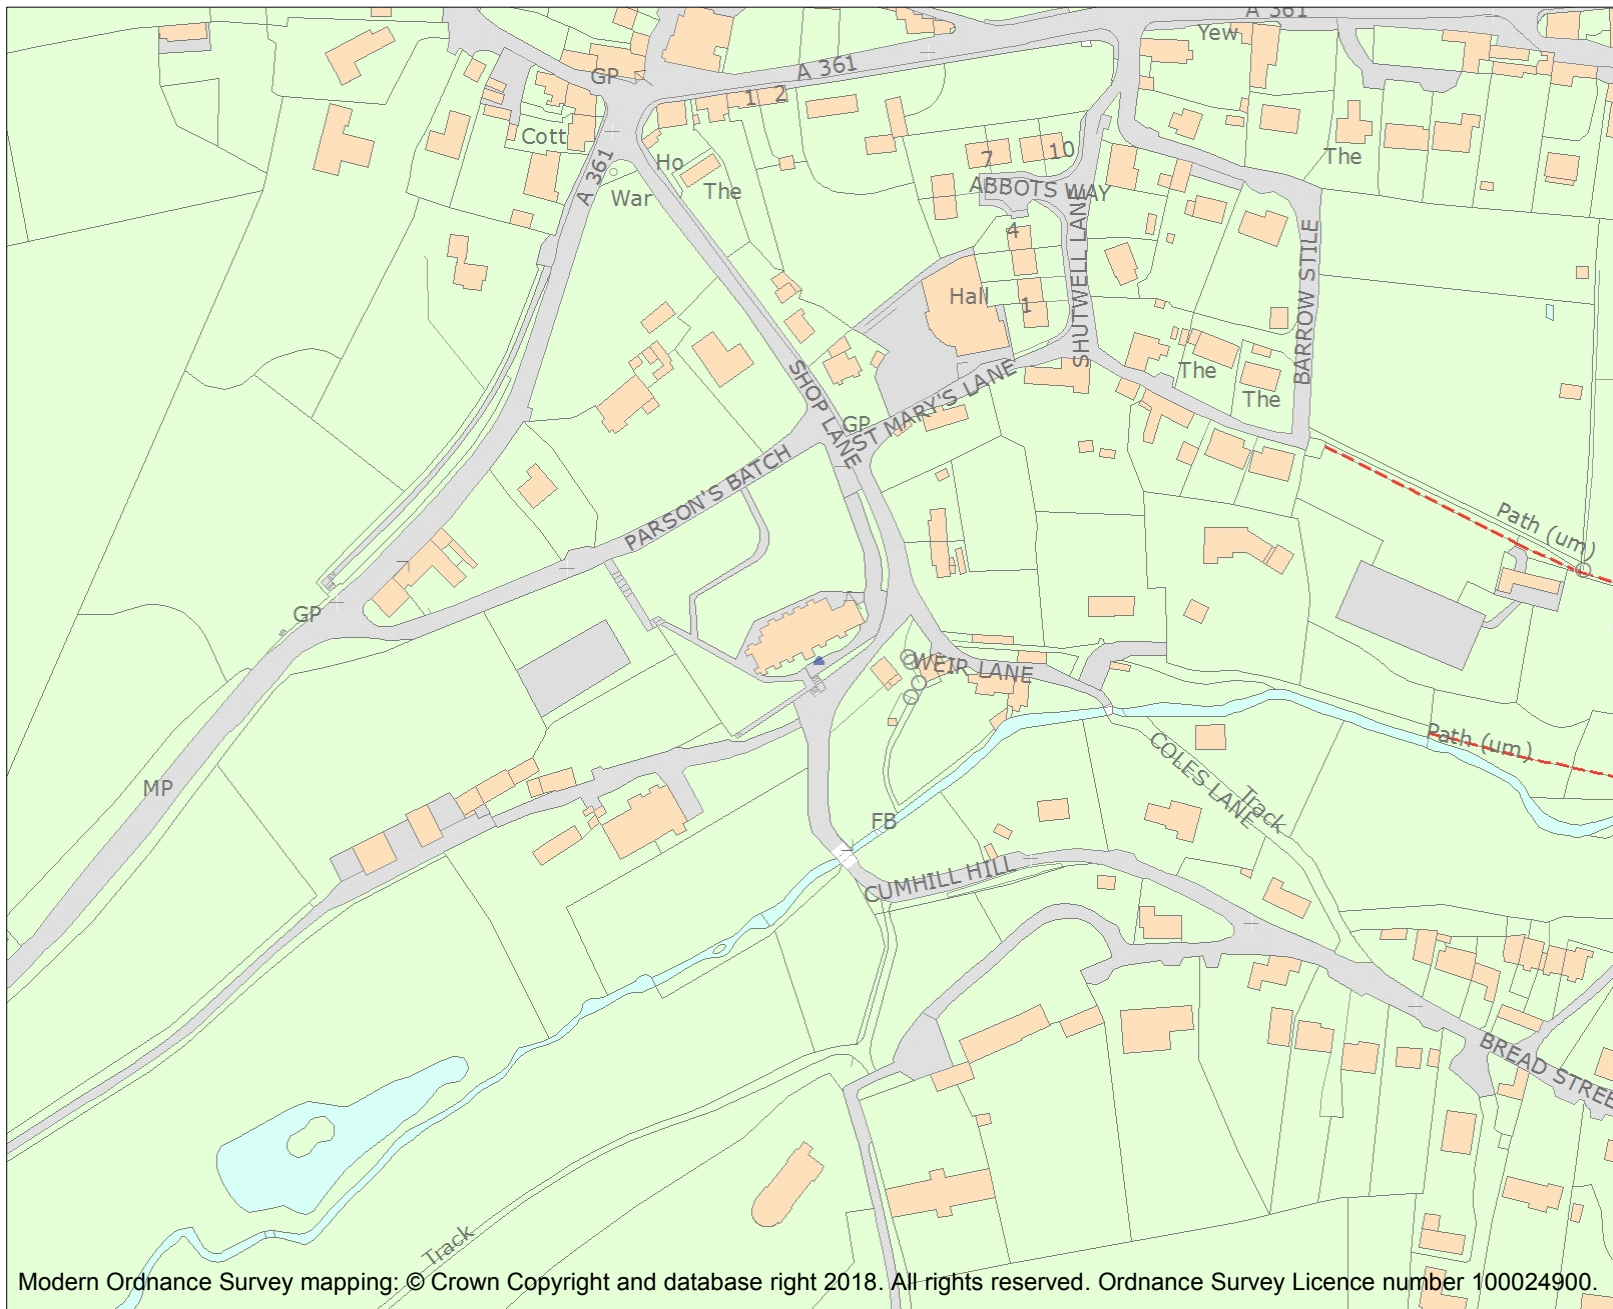 A 361
Yew
GP
A 361
1 2
Cott
Ho
7
10
The
A 361
War
The
ABBOTS WAY
4
SHUTWELL LANE
BARROW STILE
Hall
1
SHOP LANE
The
The
GP
ST MARY'S LANE
PARSON'S BATCH
Path (um)
GP
WEIR LANE
Path (um)
MP
COLES LANE
Track
FB
CUMHILL HILL
BREAD STREE
Track
Modern Ordnance Survey mapping: © Crown Copyright and database right 2018. All rights reserved. Ordnance Survey Licence number 100024900.